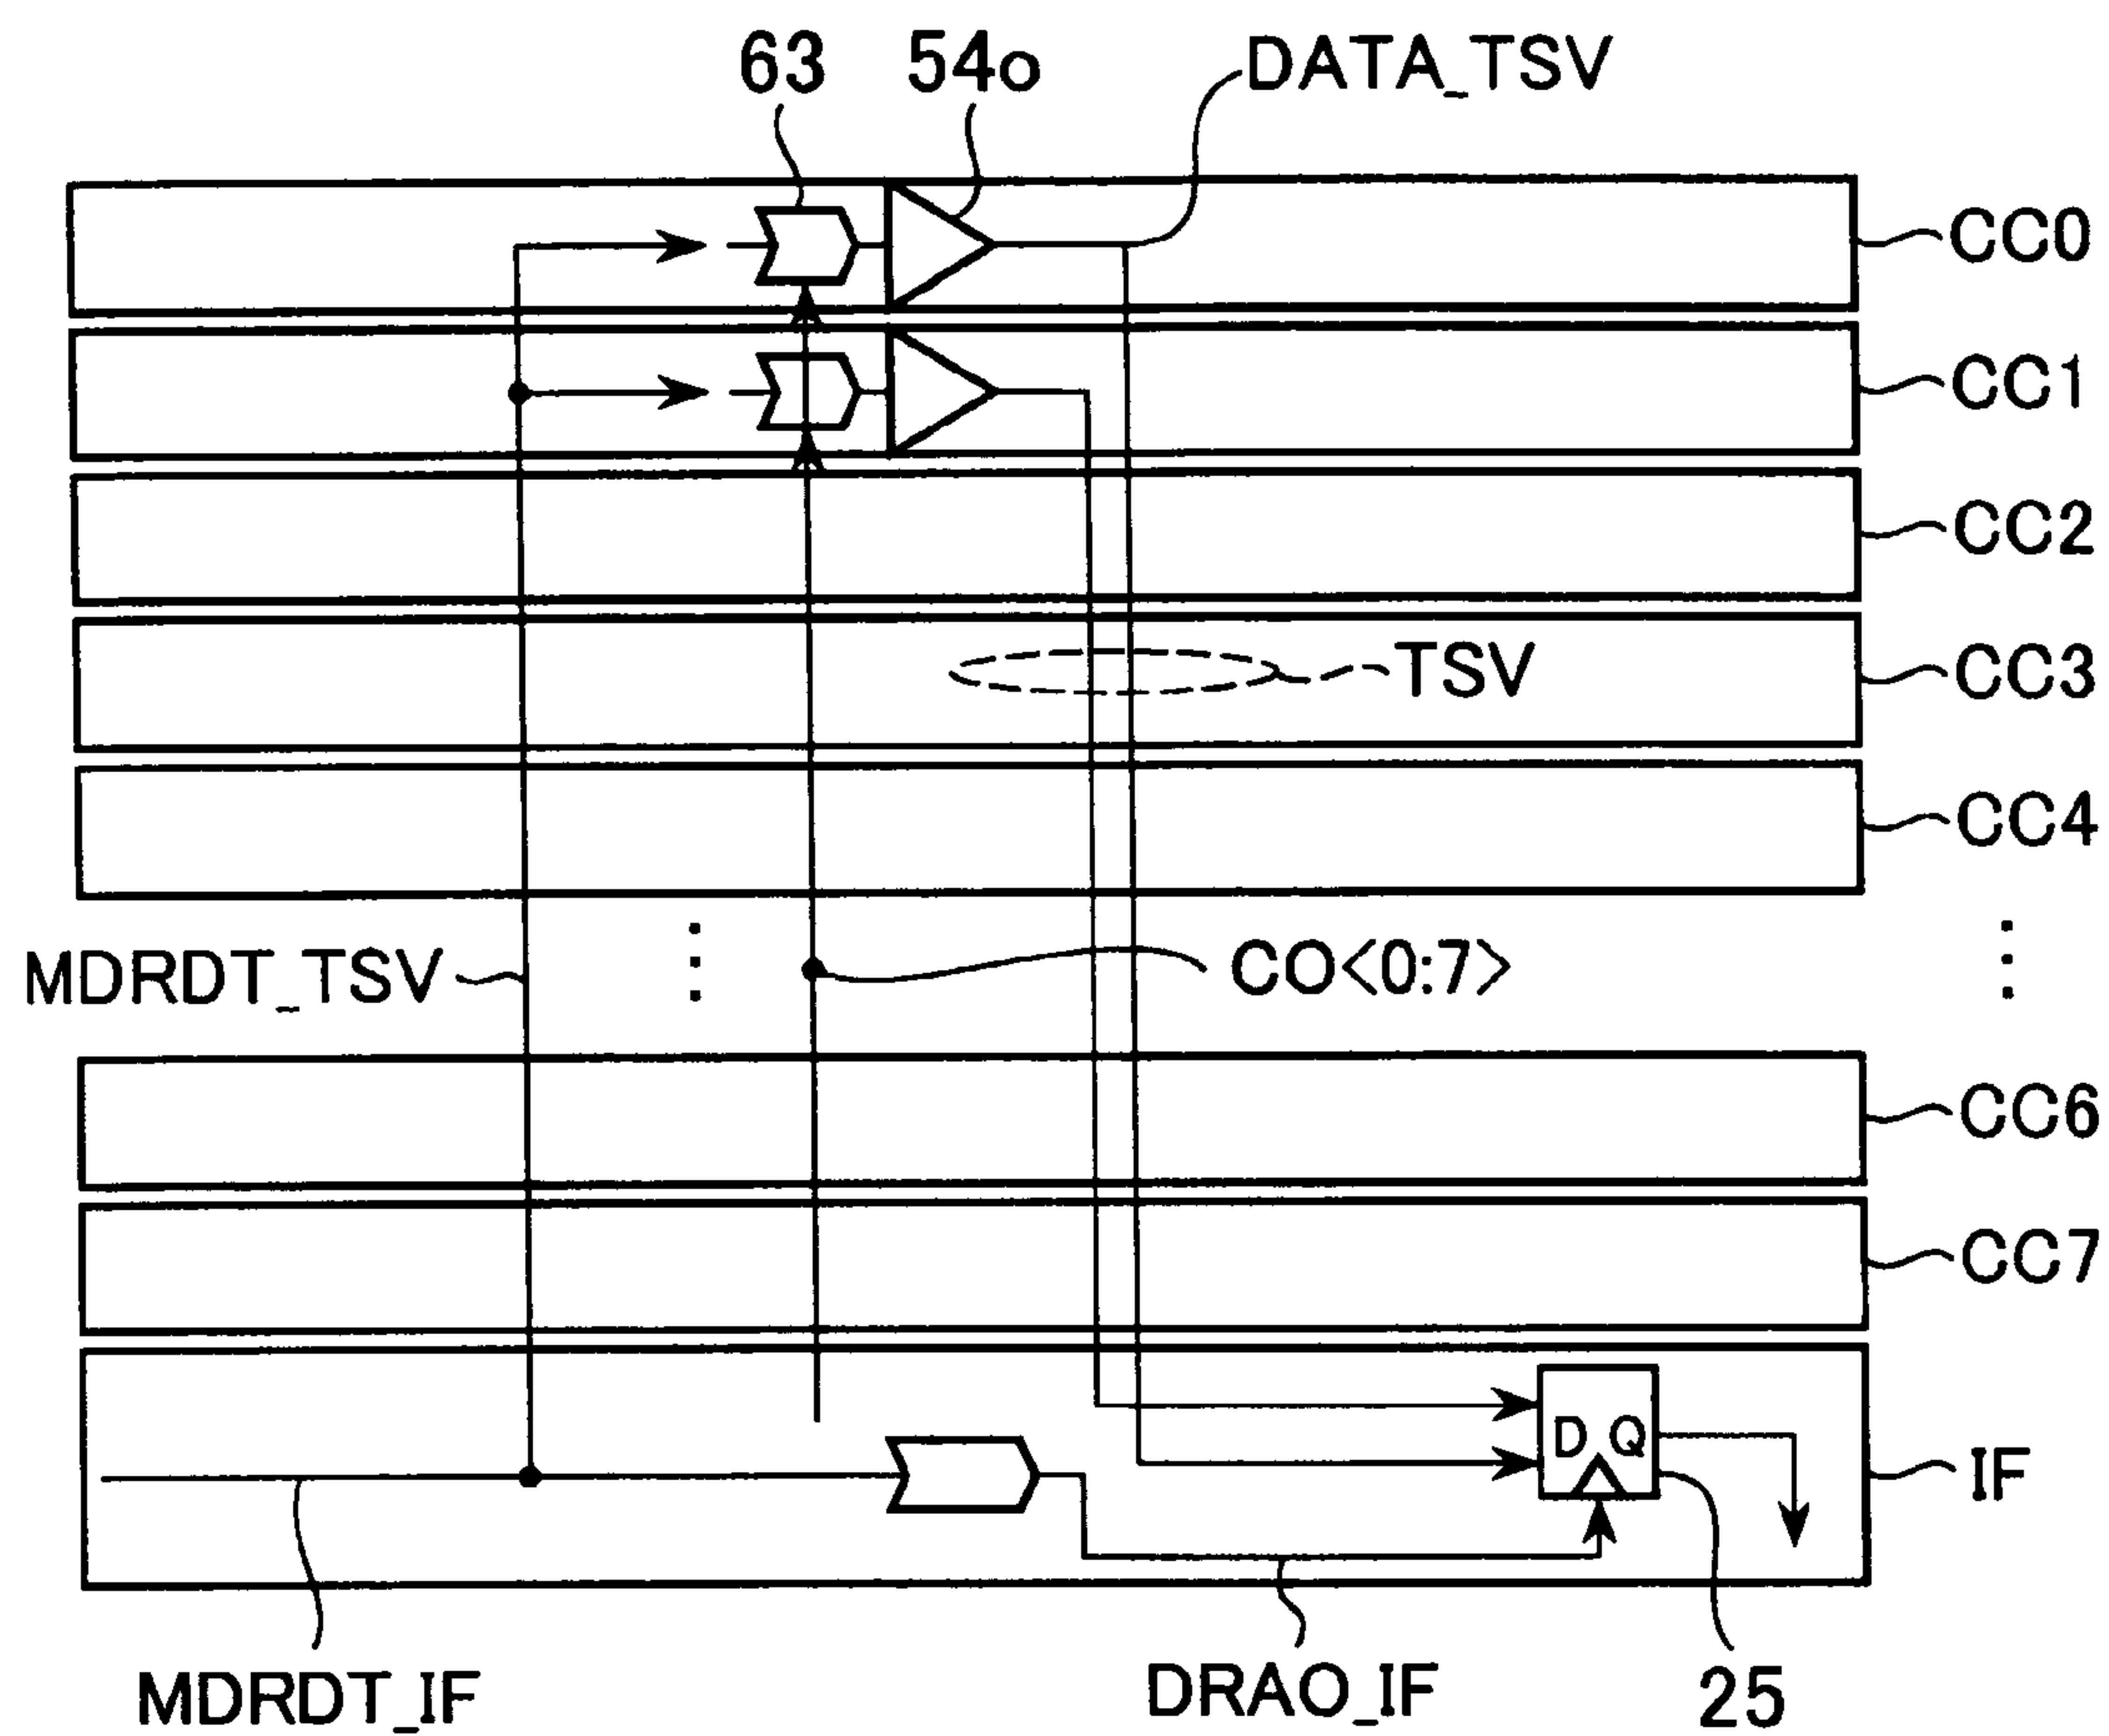 63
54o
DATA_TSV
CC0
CC1
CC2
TSV
CC3
CC4
MDRDT_TSV
CO<0:7>
CC6
CC7
D Q
IF
MDRDT_IF
DRAO_IF
25